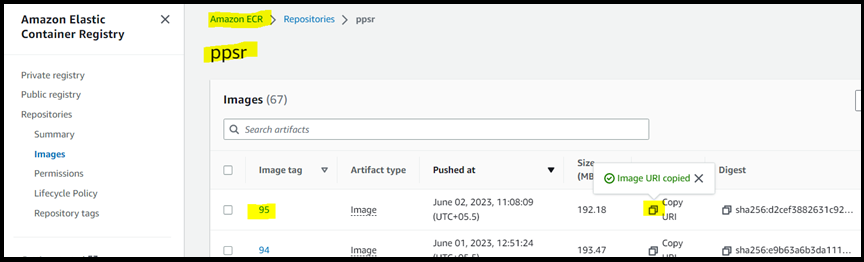 Amazon Elastic
Container Registry
Private registry
Public registry
Repositories
Summary
Images
Permissions
Lifecycle Policy
Repository tags
Amazon ECR > Repositories > ppsr
ppsr
Images (67)
Search artifacts
Image tag Artifact type Pushed at Size Digest
(MB
Image URI copied
95 Image June 02, 2023, 11:08:09 192.18 Copy sha256:d2cef3882631c92...
(UTC+05.5) URI
94 Image June 01, 2023, 12:51:24 193.47 Copy sha256:e9b63a6b3da111...
(UTC+05.5) URI